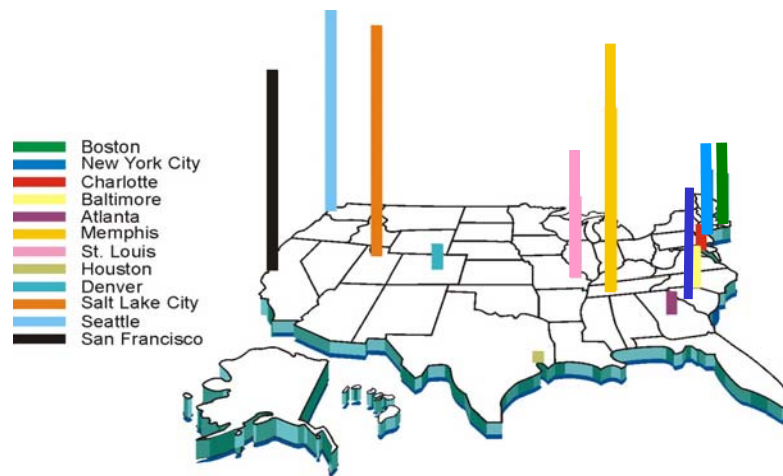 Boston
New York City
Charlotte
Baltimore
Atlanta
Memphis
St. Louis
Houston
Denver
Salt Lake City
Seattle
San Francisco